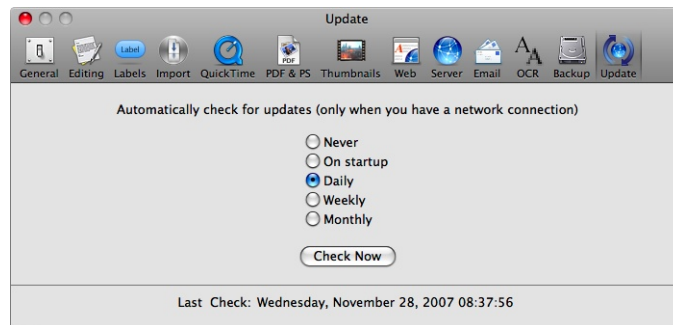 Update
General Editing Labels Import QuickTime PDF & PS Thumbnails Web Server Email OCR Backup Update
Label
PDF
Automatically check for updates (only when you have a network connection)
Never
On startup
Daily
Weekly
Monthly
Check Now
Last Check: Wednesday, November 28, 2007 08:37:56